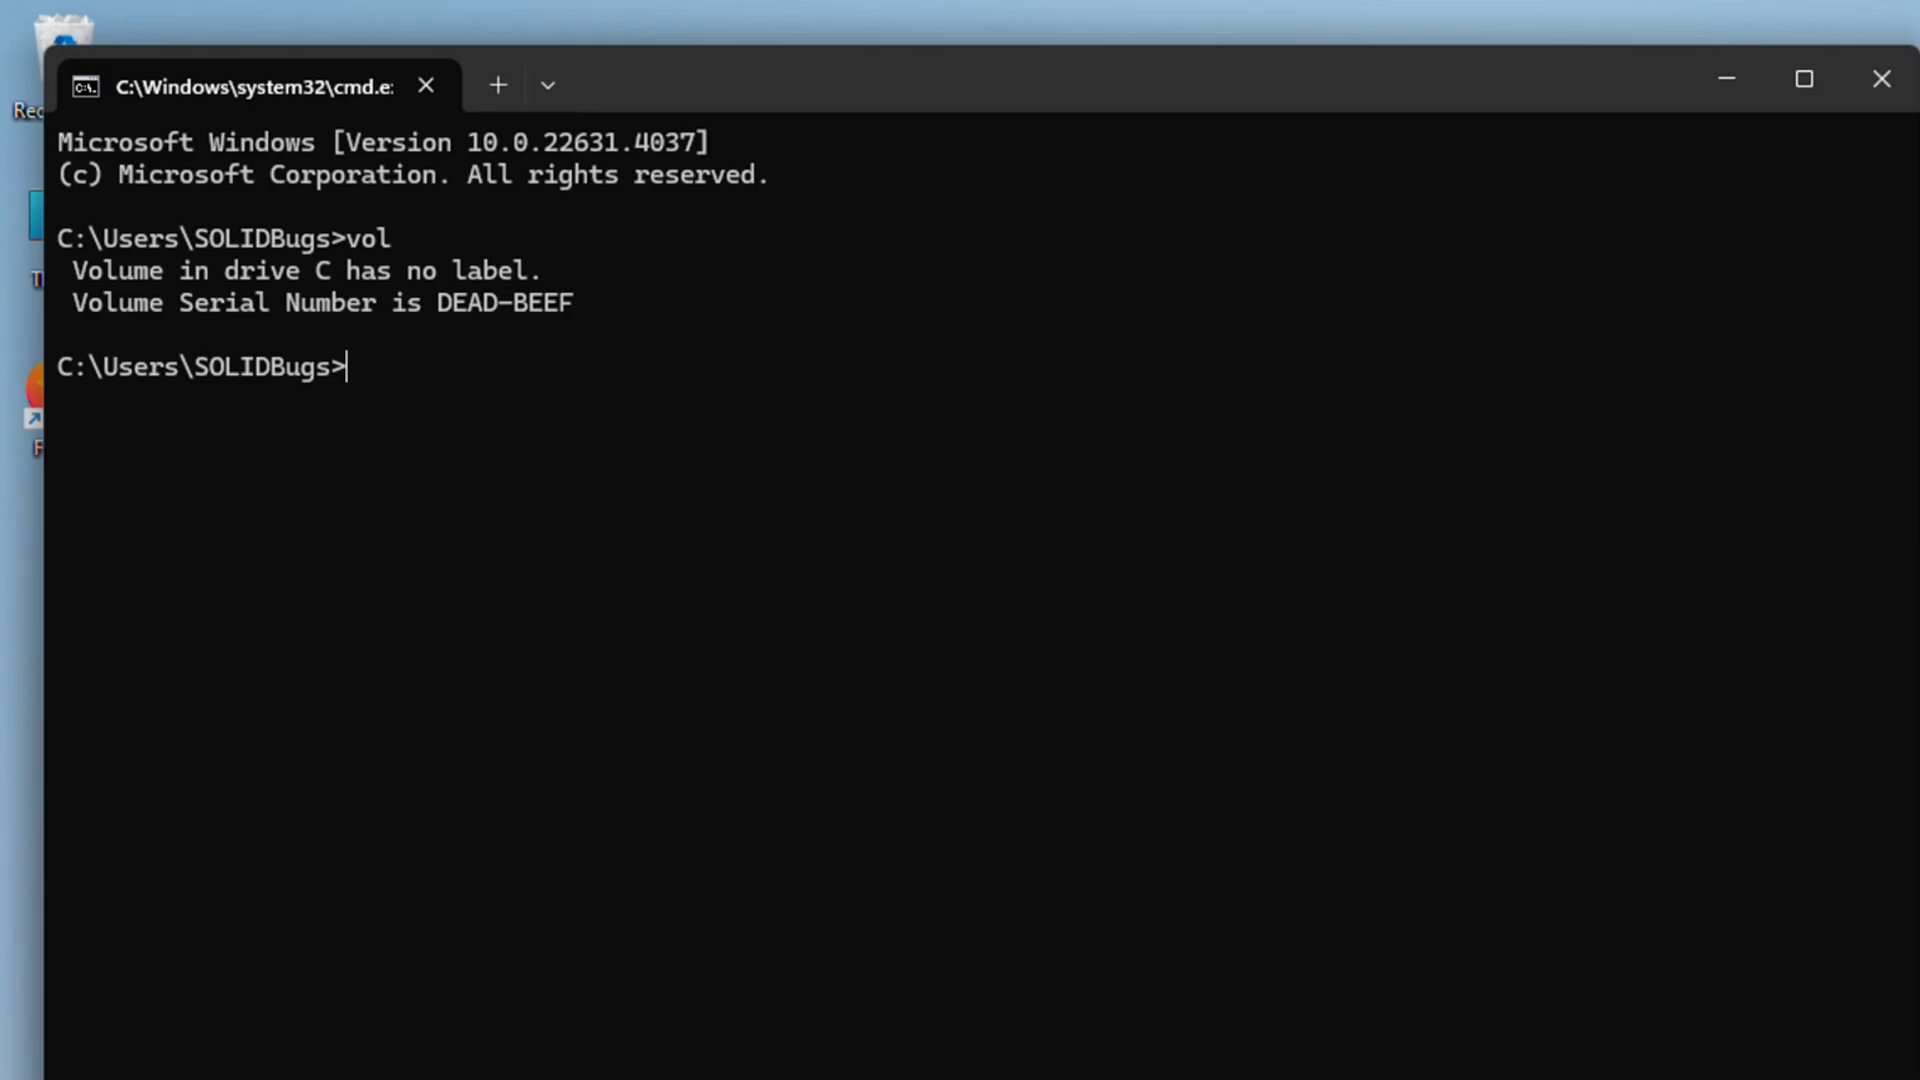 C:\Windows\system32\cmd.e
Microsoft Windows [Version 10.0.22631.4037]
(c) Microsoft Corporation. All rights reserved.
C:\Users\SOLIDBugs>vol
Volume in drive C has no label.
Volume Serial Number is DEAD-BEEF
C:\Users\SOLIDBugs>